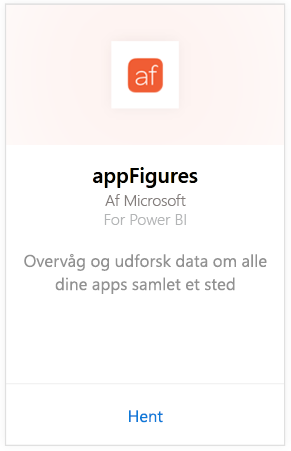 af
appFigures
Af Microsoft
For Power BI
Overvåg og udforsk data om alle
dine apps samlet et sted
Hent